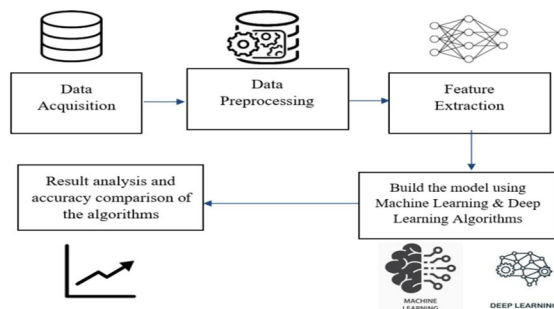 Data
Acquisition
Data
Preprocessing
Feature
Extraction
Result analysis and
accuracy comparison of
the algorithms
Build the model using
Machine Learning & Deep
Learning Algorithms
MACHINE
LEARNING
DEEP LEARNING